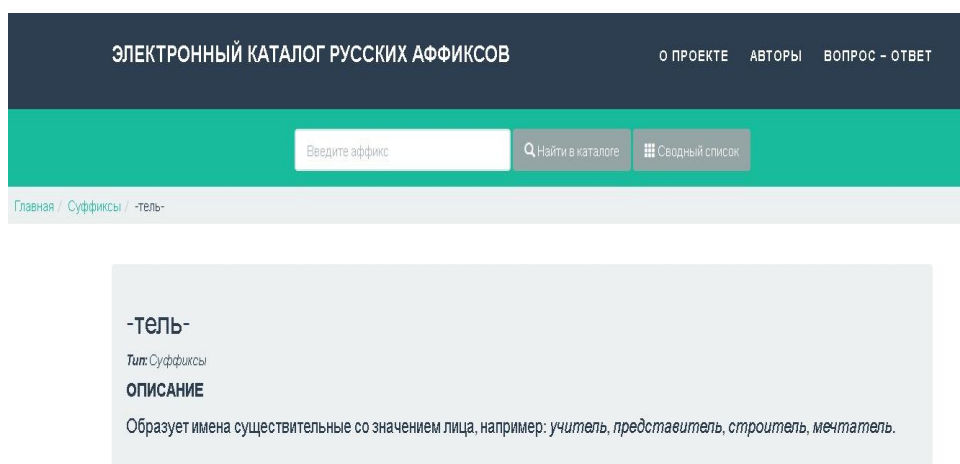 ЭЛЕКТРОННЫЙ КАТАЛОГ РУССКИХ АФФИКСОВ
О ПРОЕКТЕ АВТОРЫ ВОПРОС – ОТВЕТ
Введите аффикс Найти в каталоге Сводный список
Главная / Суффиксы / -тель-
-тель-
Тип: Суффиксы
ОПИСАНИЕ
Образует имена существительные со значением лица, например: учитель, представитель, строитель, мечтатель.